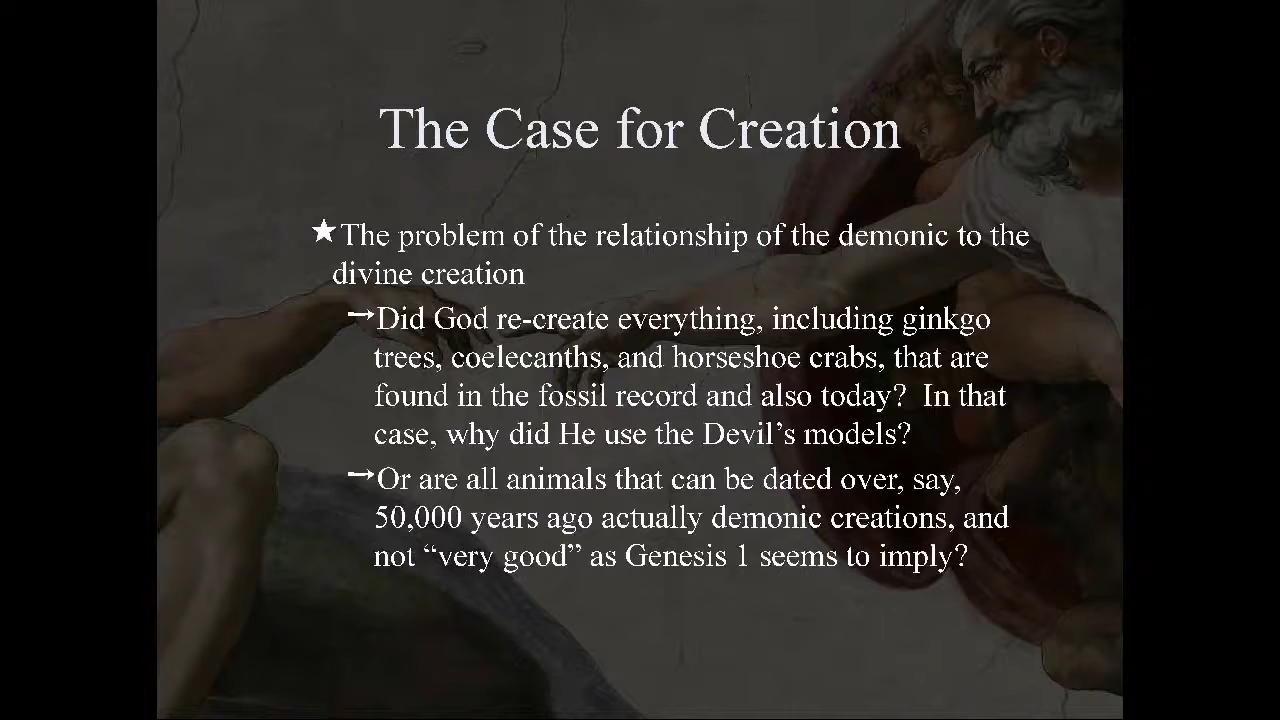 The Case for Creation
The problem of the relationship of the demonic to the
divine creation
Did God re-create everything, including ginkgo
trees, coelecanths, and horseshoe crabs, that are
found in the fossil record and also today?  In that
case, why did He use the Devil’s models?
Or are all animals that can be dated over, say,
50,000 years ago actually demonic creations, and
not “very good” as Genesis 1 seems to imply?